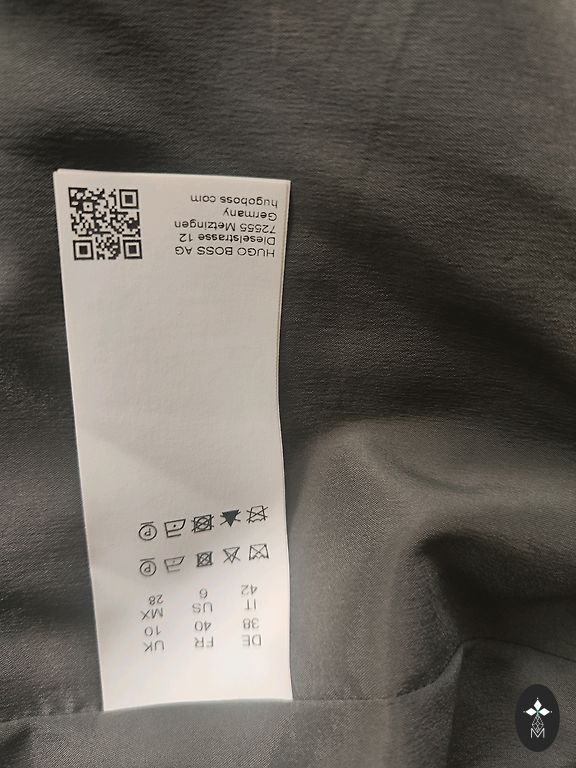 DE FR UK
38 40 10
IT US MX
42 6 28
P
P
HUGO BOSS AG
Dieselstrasse 12
72555 Metzingen
Germany
hugoboss.com
M